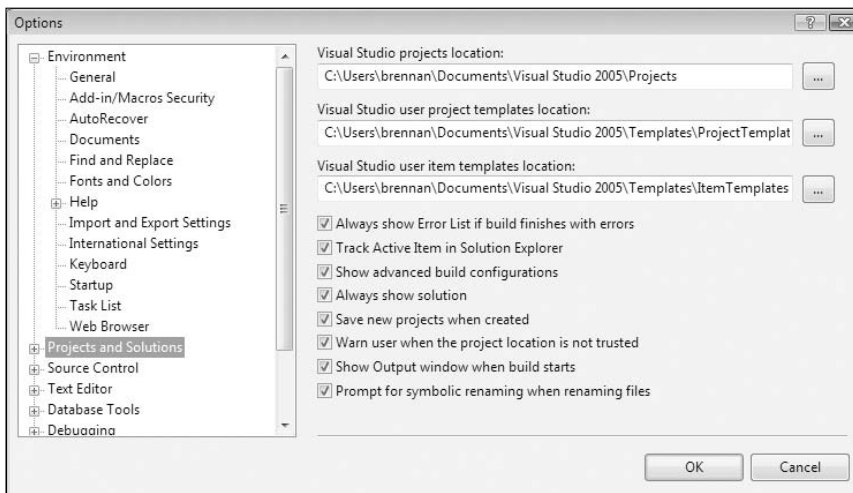 Options
Environment
General
Add-in/Macros Security
AutoRecover
Documents
Find and Replace
Fonts and Colors
Help
Import and Export Settings
International Settings
Keyboard
Startup
Task List
Web Browser
Projects and Solutions
Source Control
Text Editor
Database Tools
Debugging
Visual Studio projects location:
C:\Users\brennan\Documents\Visual Studio 2005\Projects
...
Visual Studio user project templates location:
C:\Users\brennan\Documents\Visual Studio 2005\Templates\ProjectTemplat
...
Visual Studio user item templates location:
C:\Users\brennan\Documents\Visual Studio 2005\Templates\ItemTemplates
...
Always show Error List if build finishes with errors
Track Active Item in Solution Explorer
Show advanced build configurations
Always show solution
Save new projects when created
Warn user when the project location is not trusted
Show Output window when build starts
Prompt for symbolic renaming when renaming files
OK
Cancel